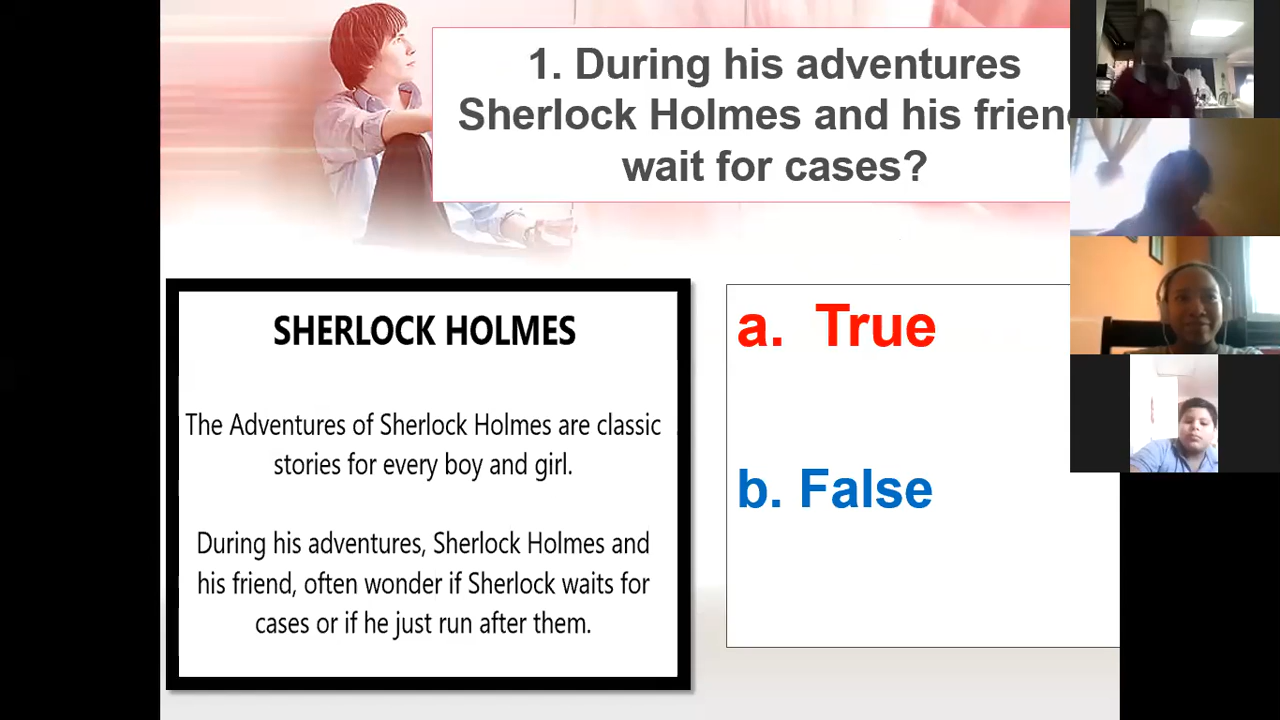 1. During his adventures
Sherlock Holmes and his frien
wait for cases?
SHERLOCK HOLMES
The Adventures of Sherlock Holmes are classic
stories for every boy and girl.
During his adventures, Sherlock Holmes and
his friend, often wonder if Sherlock waits for
cases or if he just run after them.
a. True
b. False